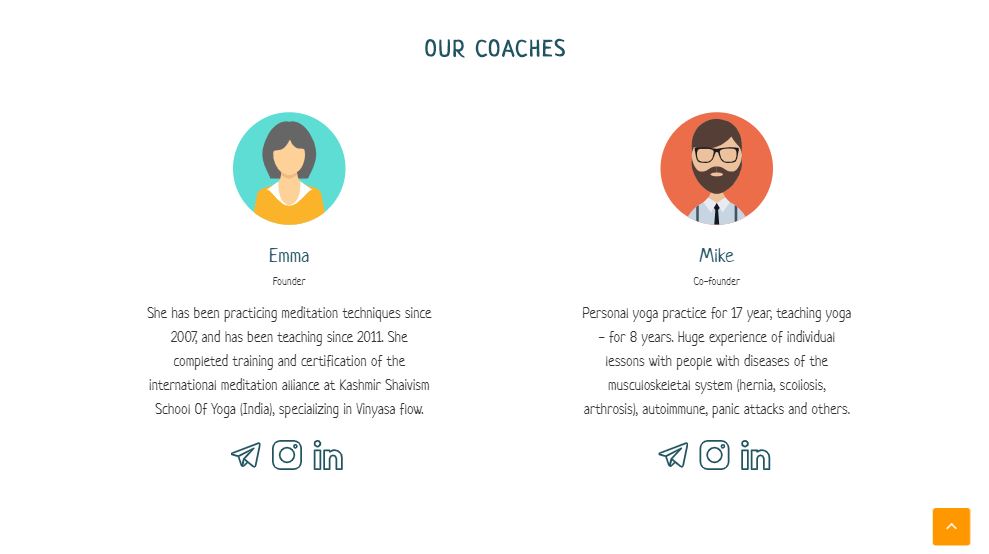 OUR COACHES
Emma
Founder
She has been practicing meditation techniques since
2007, and has been teaching since 2011. She
completed training and certification of the
international meditation alliance at Kashmir Shaivism
School Of Yoga (India), specializing in Vinyasa flow.
Mike
Co-founder
Personal yoga practice for 17 year, teaching yoga
– for 8 years. Huge experience of individual
lessons with people with diseases of the
musculoskeletal system (hernia, scoliosis,
arthrosis), autoimmune, panic attacks and others.